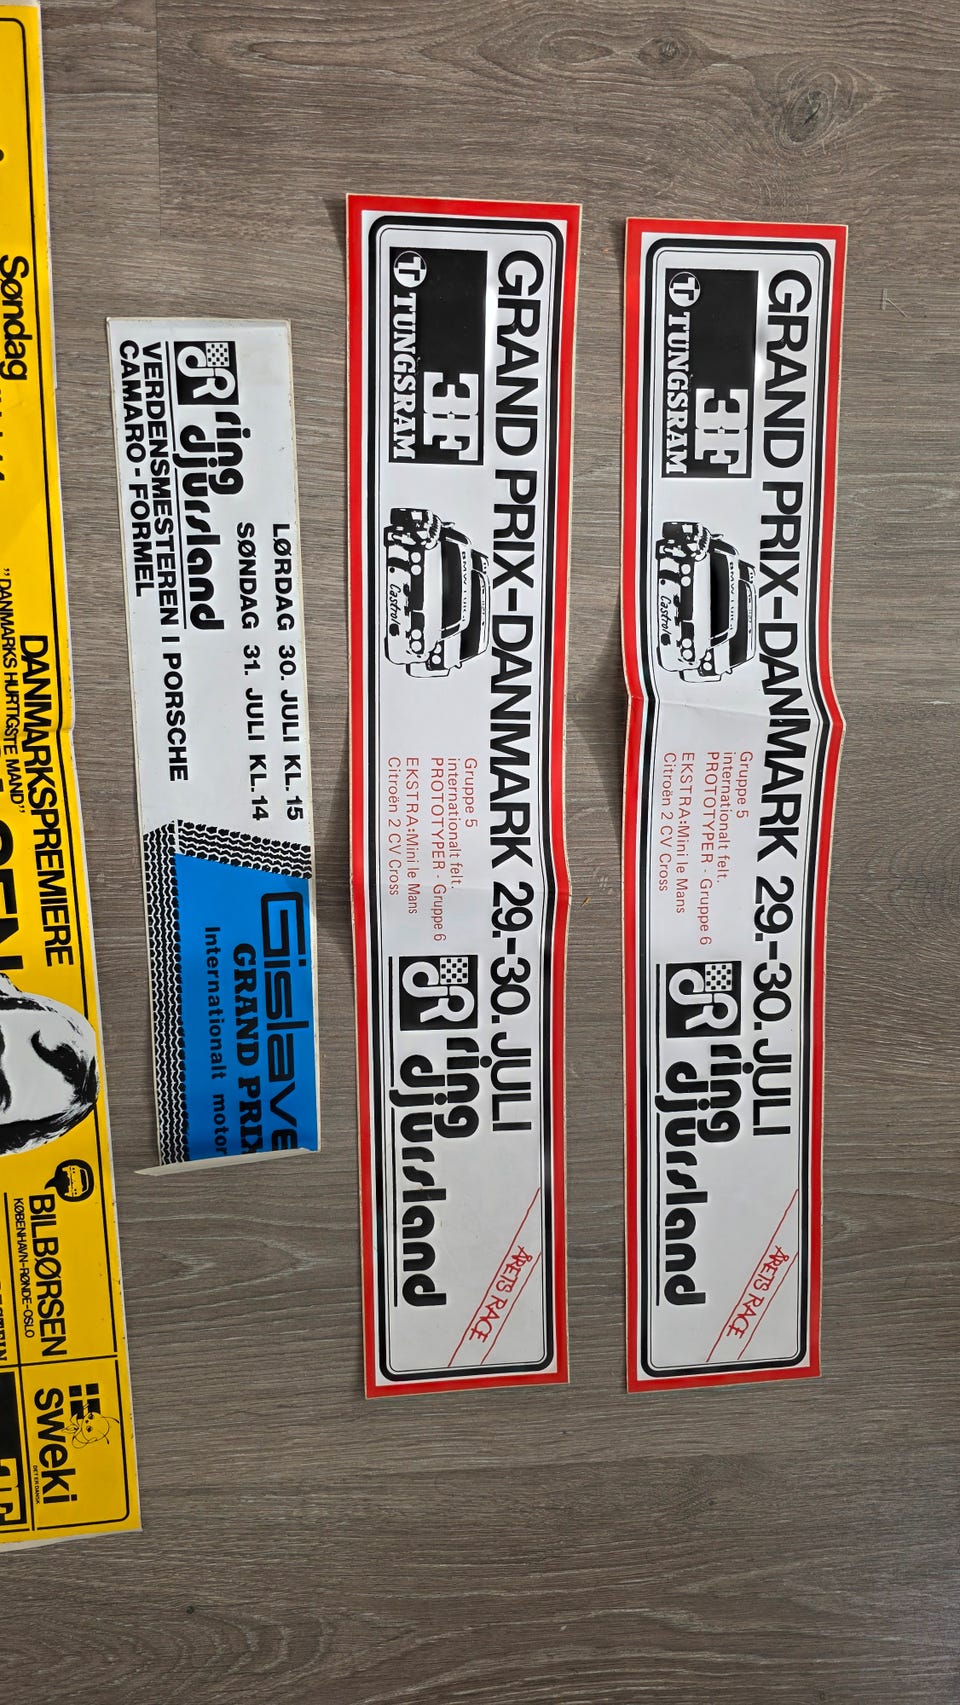 Søndag
DANMARKSPREMIERE
"DANMARKS HURTIGSTE MAND"
BILBØRSEN
KØBENHAVN-RØNDE-OSLO
sweki
DET ER DANSK
LØRDAG 30. JULI KL. 15
SØNDAG 31. JULI KL. 14
ring
djursland
VERDENSMESTEREN I PORSCHE
CAMARO - FORMEL
Gislave
GRAND PRIX
Internationalt motor
GRAND PRIX-DANMARK 29.-30. JULI
TUNGSRAM
Castrol
Gruppe 5
internationalt felt.
PROTOTYPER - Gruppe 6
EKSTRA: Mini le Mans
Citroën 2 CV Cross
ring
djursland
ÅRETS RACE
GRAND PRIX-DANMARK 29.-30. JULI
TUNGSRAM
Castrol
Gruppe 5
internationalt felt.
PROTOTYPER - Gruppe 6
EKSTRA: Mini le Mans
Citroën 2 CV Cross
ring
djursland
ÅRETS RACE